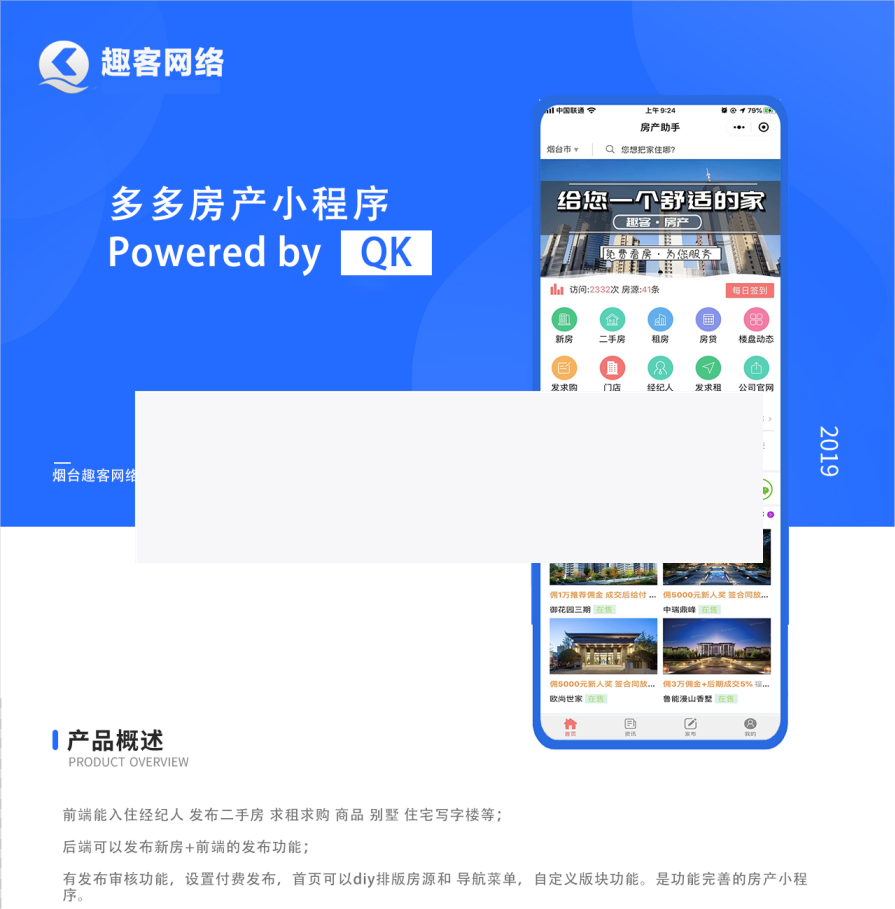 趣客网络
多多房产小程序
Powered by QK
烟台趣客网络
2019
中国联通 上午9:24 79%
房产助手
烟台市 您想把家住哪?
给您一个舒适的家
趣客·房产
免费看房·为您服务
访问:2332次 房源:41条 每日签到
新房 二手房 租房 房贷 楼盘动态
发求购 门店 经纪人 发求租 公司官网
佣1万推荐佣金 成交后给付 ... 佣5000元新人奖 签合同放...
御花园三期 在售 中瑞鼎峰 在售
佣5000元新人奖 签合同放... 佣3万佣金+后期成交5% 福...
欧尚世家 在售 鲁能漫山香墅 在售
首页 资讯 发布 我的
产品概述
PRODUCT OVERVIEW
前端能入住经纪人 发布二手房 求租求购 商品 别墅 住宅写字楼等；
后端可以发布新房+前端的发布功能；
有发布审核功能，设置付费发布，首页可以diy排版房源和 导航菜单，自定义版块功能。是功能完善的房产小程
序。